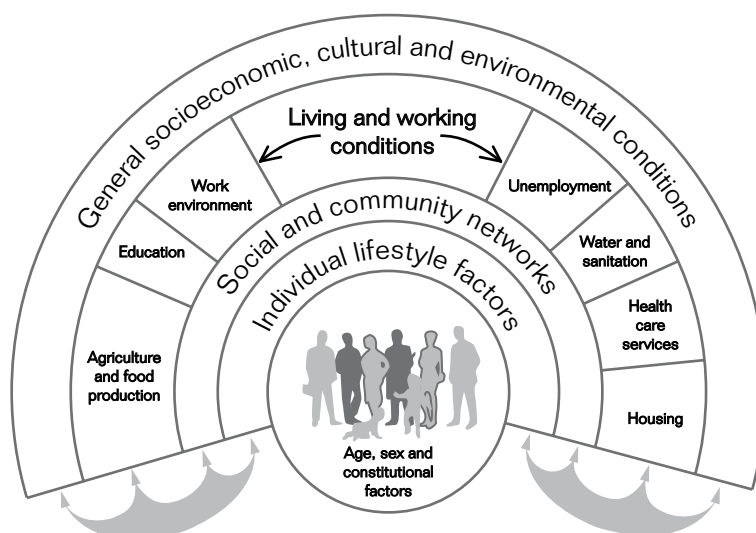 General socioeconomic, cultural and environmental conditions
Living and working
conditions
Work
environment
Unemployment
Education
Water and
sanitation
Agriculture
and food
production
Health
care
services
Housing
Social and community networks
Individual lifestyle factors
Age, sex and
constitutional
factors